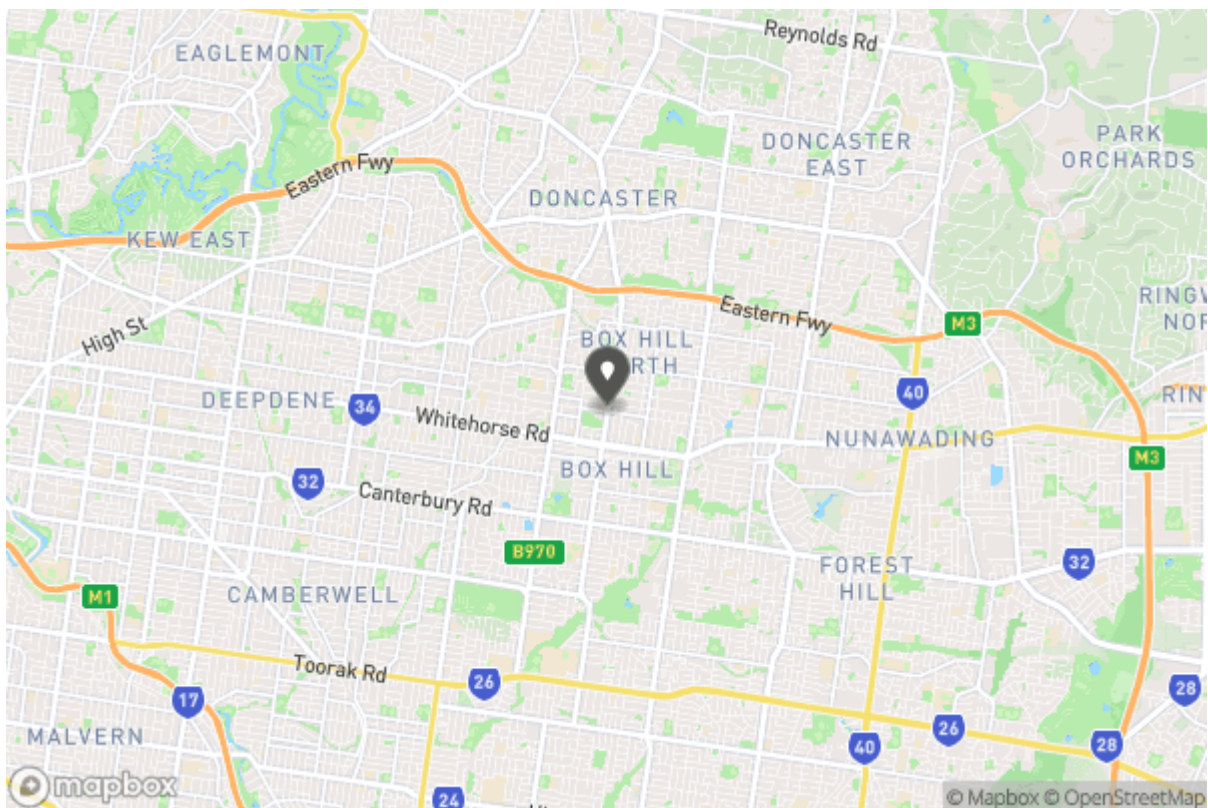 Reynolds Rd
EAGLEMONT
DONCASTER
EAST
PARK
ORCHARDS
Eastern Fwy
DONCASTER
KEW EAST
RINGW
NOR
Eastern Fwy
M3
High St
BOX HILL
RTH
40
RIN
DEEPDENE
34
Whitehorse Rd
NUNAWADING
M3
BOX HILL
32
Canterbury Rd
B970
32
FOREST
HILL
M1
CAMBERWELL
Toorak Rd
26
28
17
26
MALVERN
40
28
mapbox
24
© Mapbox © OpenStreetMap